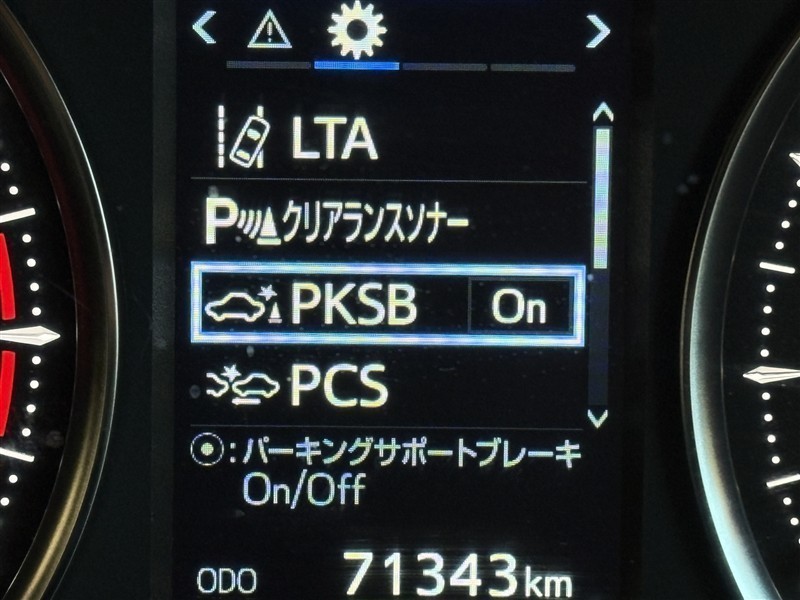 LTA
P クリアランスソナー
PKSB On
PCS
:パーキングサポートブレーキ
On/Off
ODO 71343km